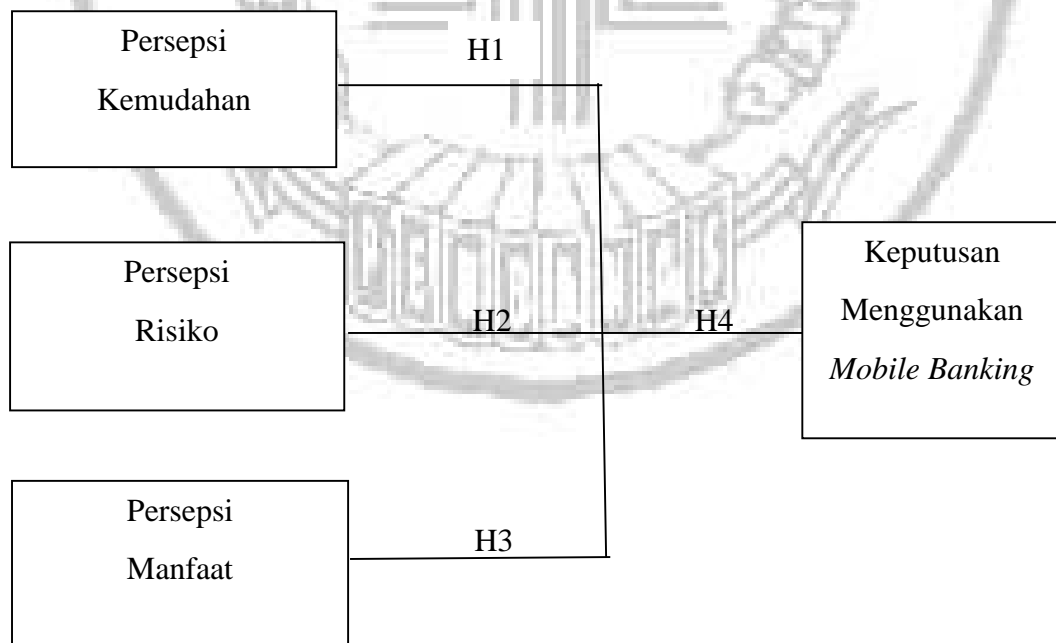 Persepsi
Kemudahan
H1
Persepsi
Risiko
H2
H4
Keputusan
Menggunakan
Mobile Banking
Persepsi
Manfaat
H3